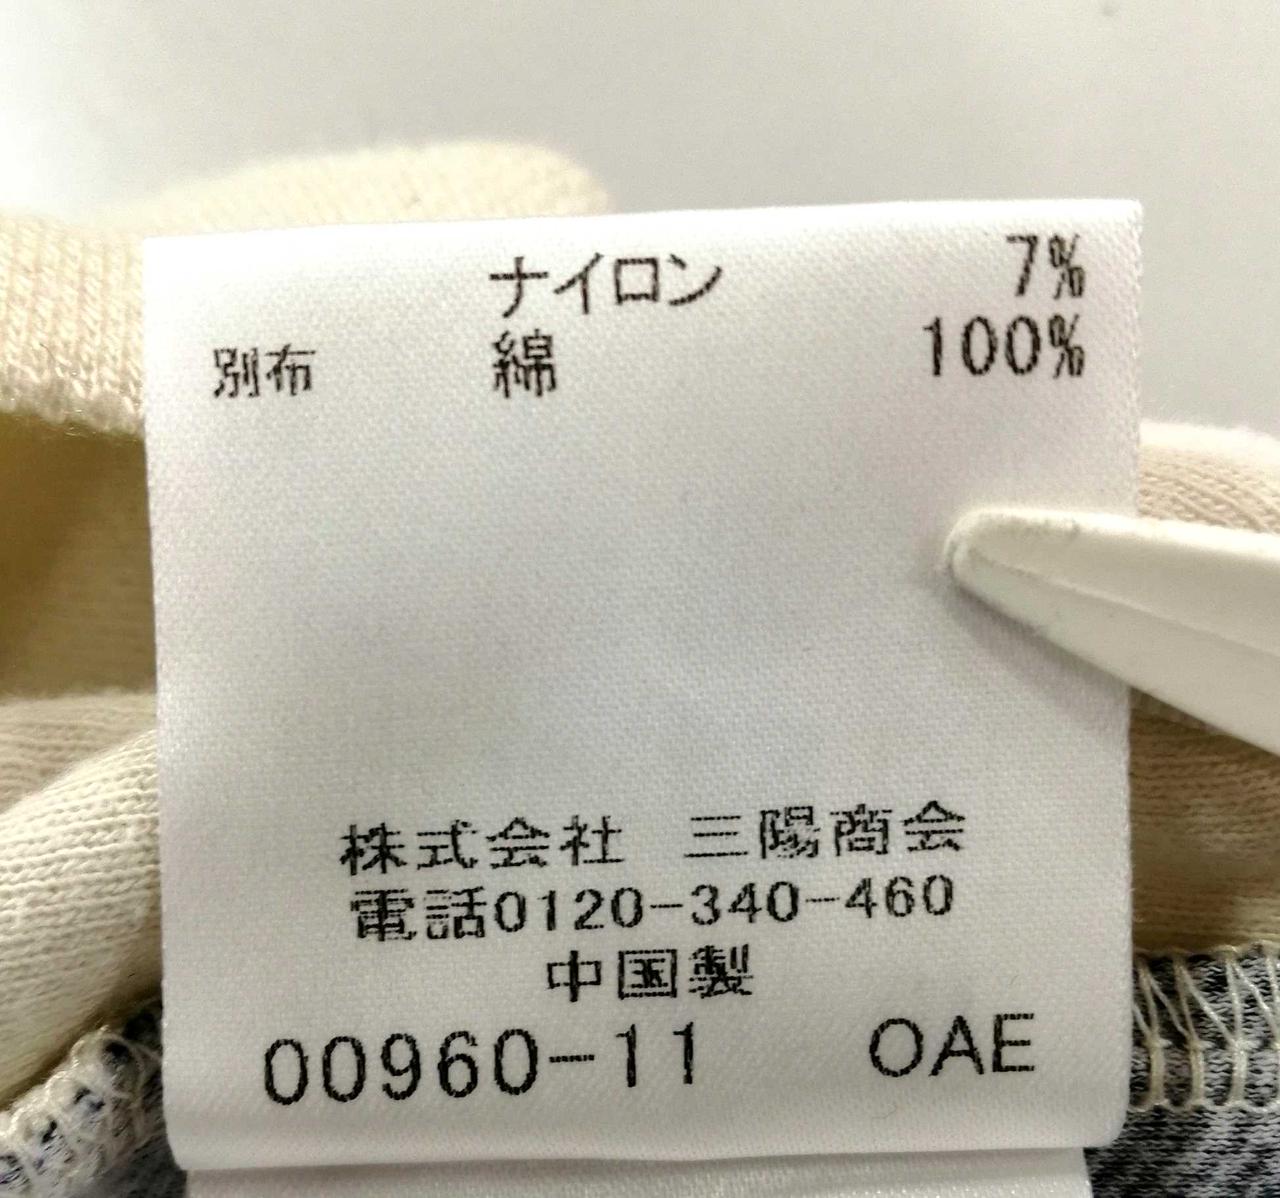 ナイロン 7%
別布 綿 100%
株式会社 三陽商会
電話0120-340-460
中国製
00960-11 OAE